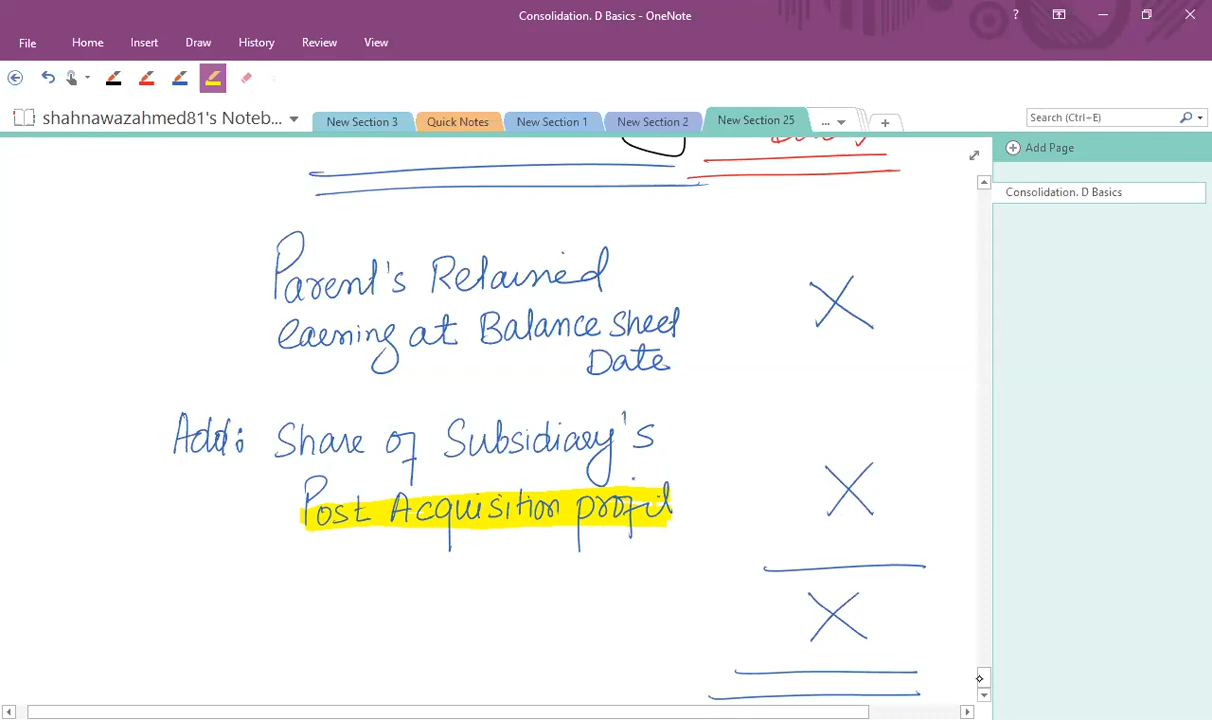 Consolidation. D Basics - OneNote
?
File Home Insert Draw History Review View
shahnawazahmed81's Noteb...
New Section 3 Quick Notes New Section 1 New Section 2 New Section 25 ...
Search (Ctrl+E)
Add Page
Consolidation. D Basics
Parent's Retained
earning at Balance Sheet
Date
X
Add: Share of Subsidiary's
Post Acquisition profit
X
X